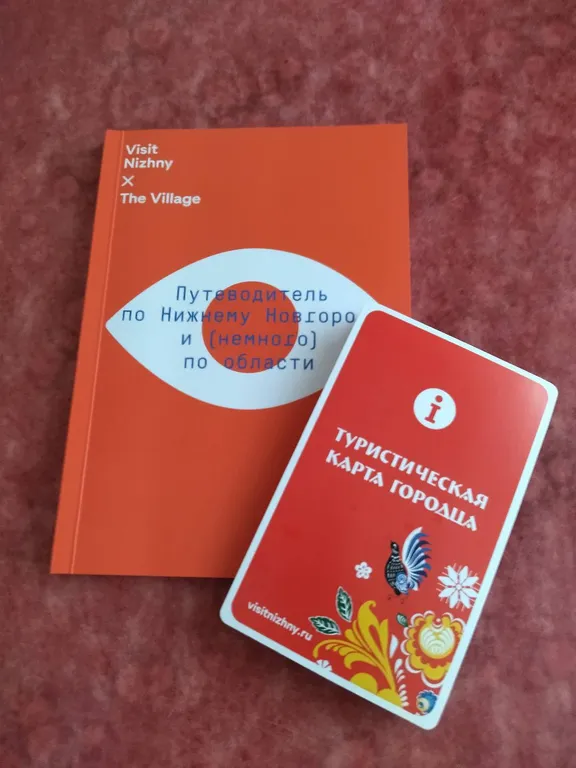 Visit
Nizhny
X
The Village
Путеводитель
по Нижнему Новгоро
и (немного)
по области
i
ТУРИСТИЧЕСКАЯ
КАРТА ГОРОДЦА
visitnizhny.ru